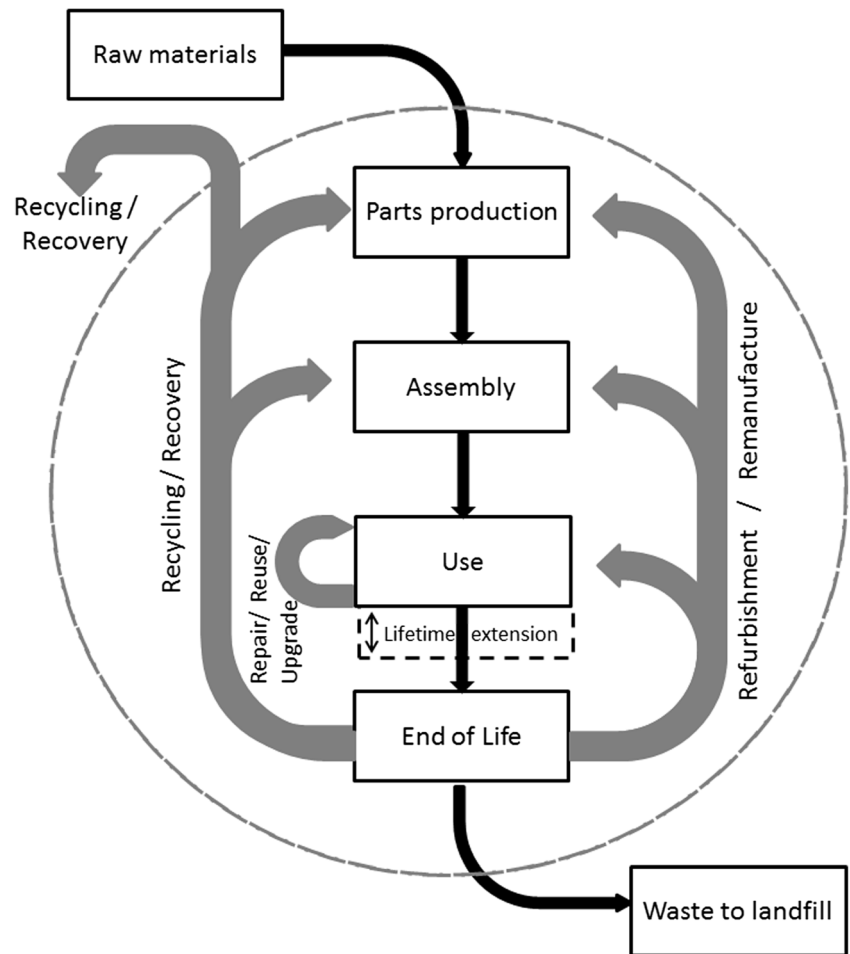 Raw materials
Recycling /
Recovery
Parts production
Assembly
Recycling / Recovery
Refurbishment / Remanufacture
Use
Repair/ Reuse/
Upgrade
Lifetime extension
End of Life
Waste to landfill